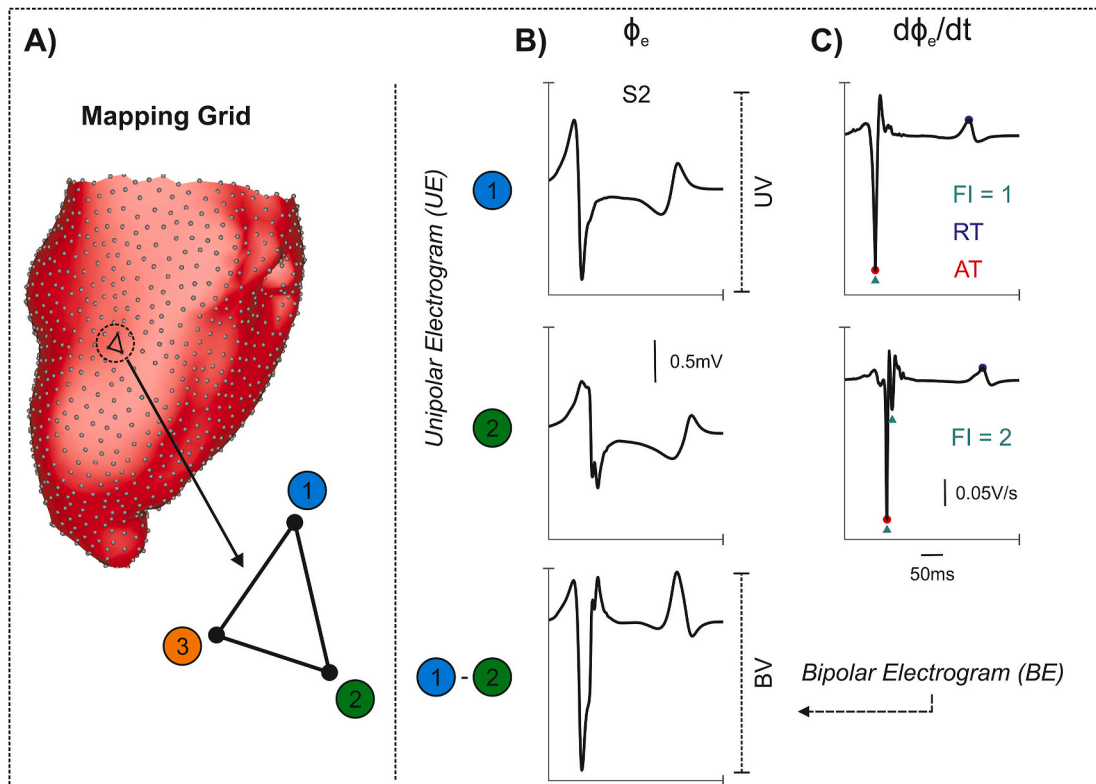 A)
Mapping Grid
1
3
2
Unipolar Electrogram (UE)
B)
ϕe
S2
1
UV
2
0.5mV
1 - 2
BV
C)
dϕe/dt
FI = 1
RT
AT
FI = 2
0.05V/s
50ms
Bipolar Electrogram (BE)